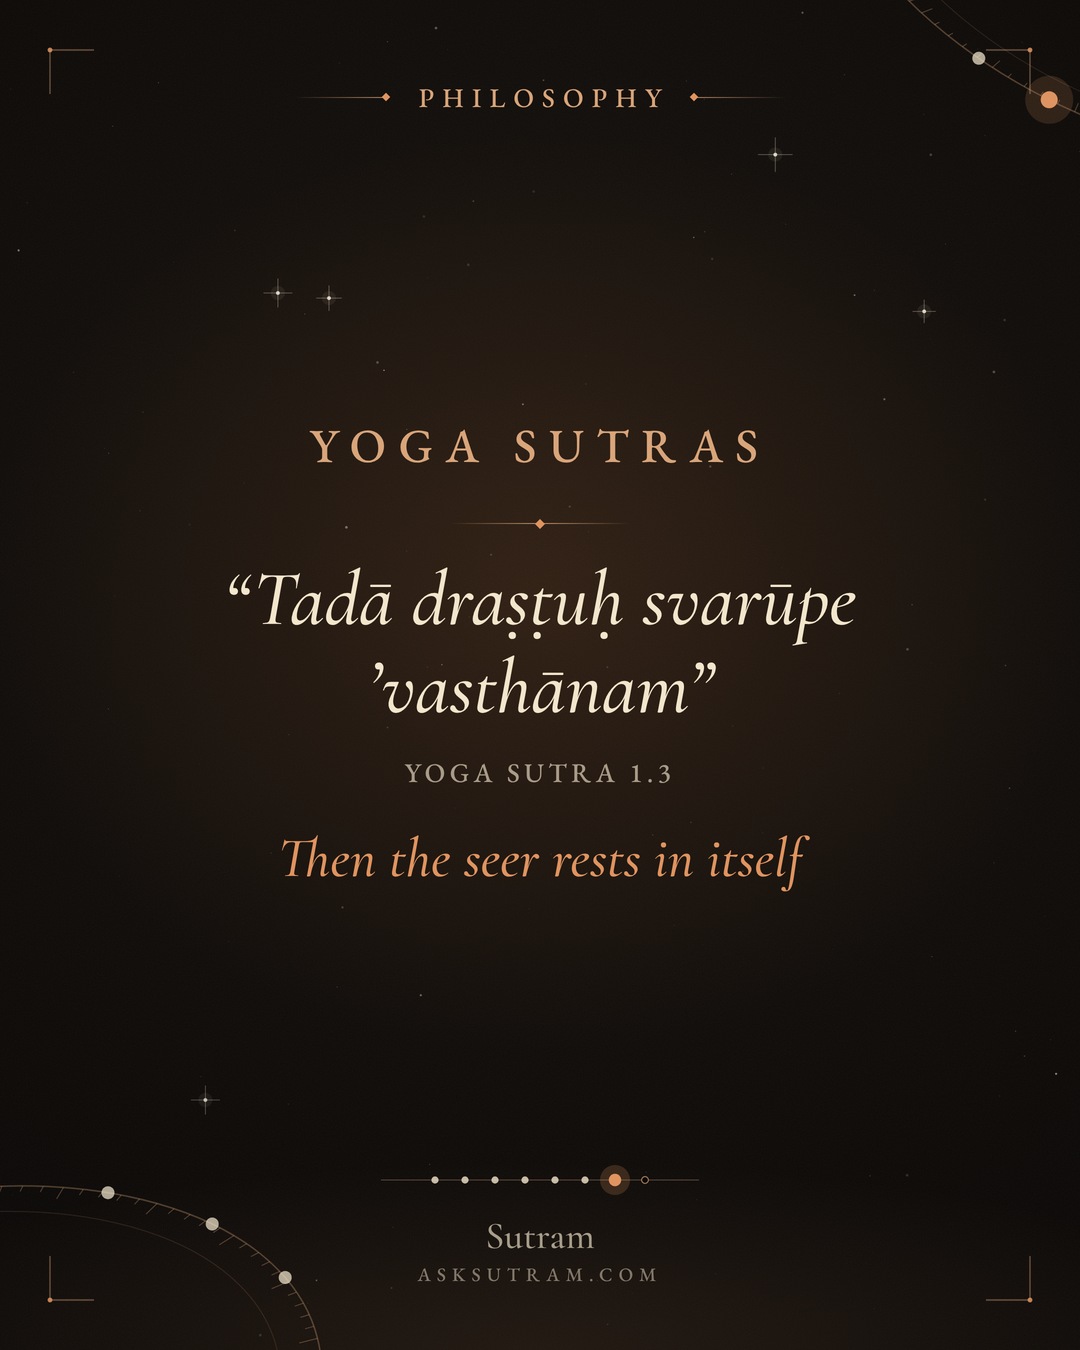 PHILOSOPHY
YOGA SUTRAS
“Tadā draṣṭuḥ svarūpe
’vasthānam”
YOGA SUTRA 1.3
Then the seer rests in itself
Sutram
ASKSUTRAM.COM